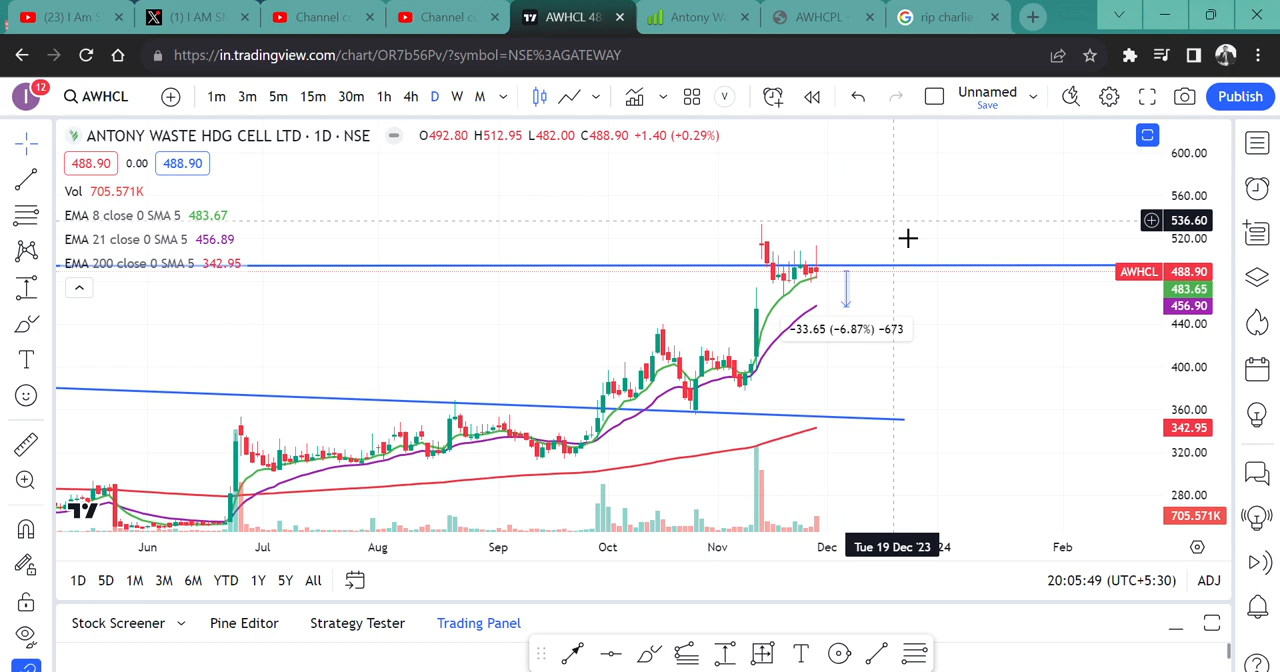 (23) I Am S
(1) I AM SM
Channel co
Channel co
AWHCL 48
Antony W
AWHCPL
rip charlie
https://in.tradingview.com/chart/OR7b56Pv/?symbol=NSE%3AGATEWAY
I 12 AWHCL 1m 3m 5m 15m 30m 1h 4h D W M V Unnamed Save Publish
ANTONY WASTE HDG CELL LTD · 1D · NSE O492.80 H512.95 L482.00 C488.90 +1.40 (+0.29%)
488.90 0.00 488.90
Vol 705.571K
EMA 8 close 0 SMA 5 483.67
EMA 21 close 0 SMA 5 456.89
EMA 200 close 0 SMA 5 342.95
600.00
560.00
536.60
520.00
AWHCL 488.90
483.65
456.90
440.00
400.00
360.00
342.95
320.00
280.00
705.571K
−33.65 (−6.87%) −673
Jun Jul Aug Sep Oct Nov Dec Tue 19 Dec '23 24 Feb
1D 5D 1M 3M 6M YTD 1Y 5Y All 20:05:49 (UTC+5:30) ADJ
Stock Screener Pine Editor Strategy Tester Trading Panel